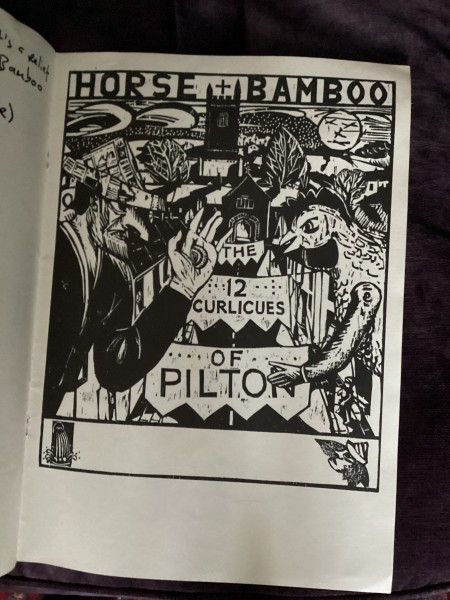 Bamboo
HORSE + BAMBOO
THE
12
CURLICUES
OF
PILTON